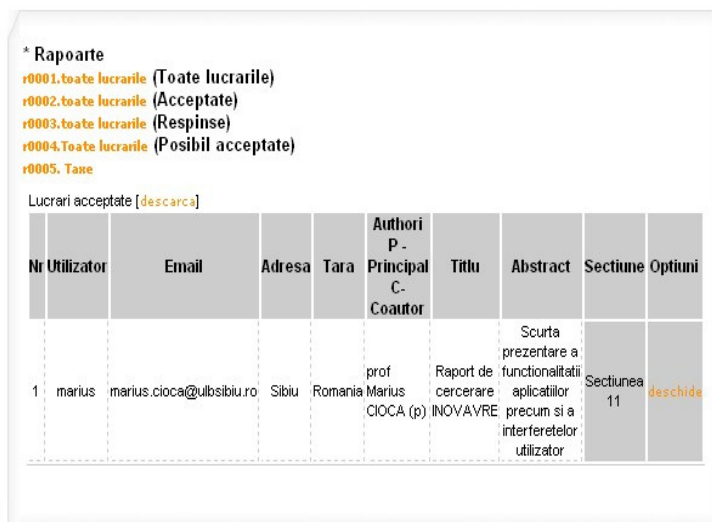 * Rapoarte
r0001.toate lucrarile (Toate lucrarile)
r0002.toate lucrarile (Acceptate)
r0003.toate lucrarile (Respinse)
r0004.Toate lucrarile (Posibil acceptate)
r0005. Taxe
Lucrari acceptate [descarca]
Nr Utilizator Email Adresa Tara
Authori
P -
Principal
C-
Coautor
Titlu Abstract Sectiune Optiuni
1 marius marius.cioca@ulbsibiu.ro Sibiu Romania
prof
Marius
CIOCA (p)
Raport de
cercerare
INOVAVRE
Scurta
prezentare a
functionalitatii
aplicatiilor
precum si a
interferetelor
utilizator
Sectiunea
11
deschide